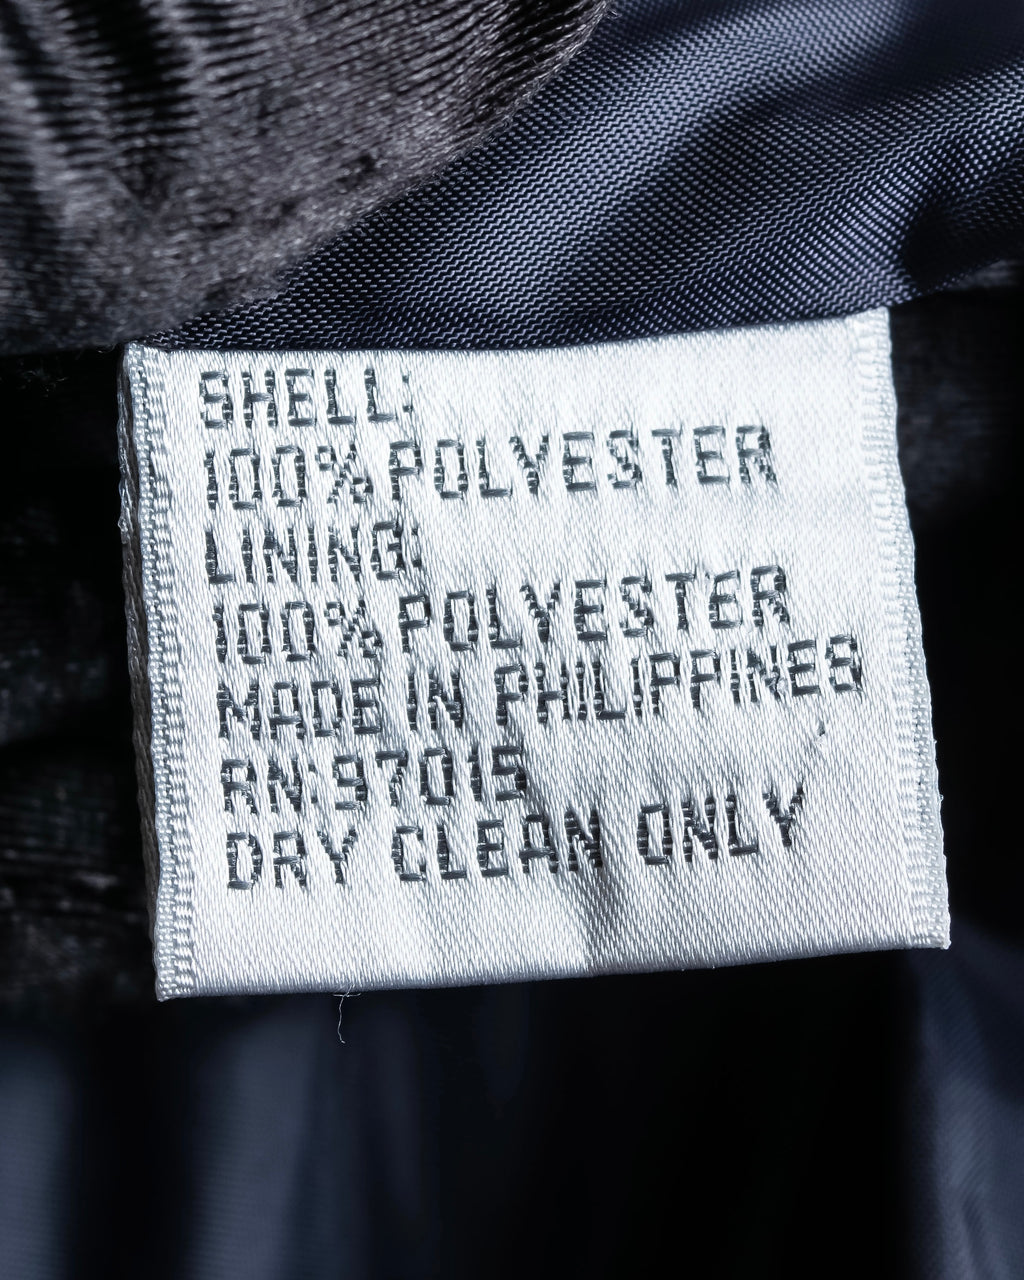 SHELL:
100% POLYESTER
LINING:
100% POLYESTER
MADE IN PHILIPPINES
RN:97015
DRY CLEAN ONLY